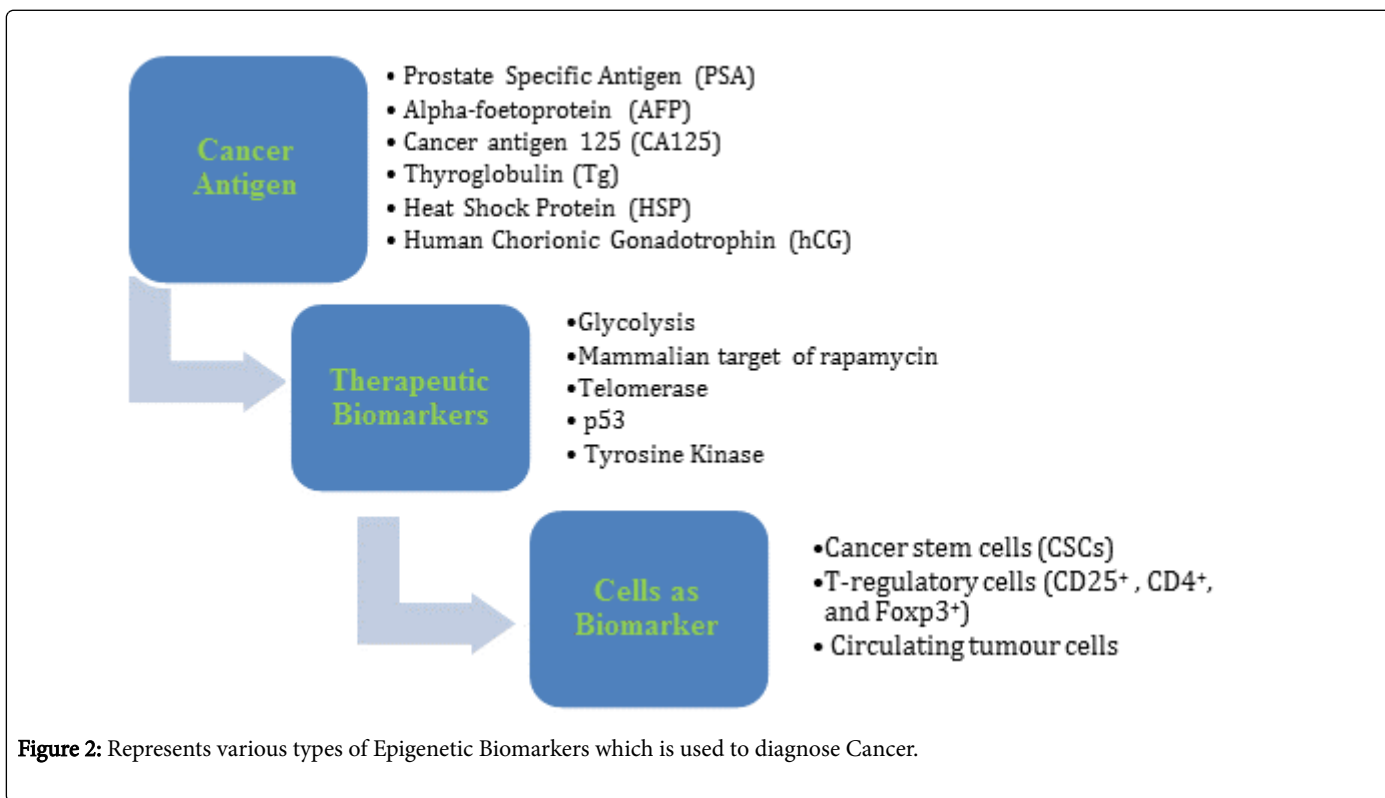 Cancer
Antigen
• Prostate Specific Antigen (PSA)
• Alpha-foetoprotein (AFP)
• Cancer antigen 125 (CA125)
• Thyroglobulin (Tg)
• Heat Shock Protein (HSP)
• Human Chorionic Gonadotrophin (hCG)
Therapeutic
Biomarkers
•Glycolysis
•Mammalian target of rapamycin
•Telomerase
• p53
• Tyrosine Kinase
Cells as
Biomarker
•Cancer stem cells (CSCs)
•T-regulatory cells (CD25⁺ , CD4⁺,
and Foxp3⁺)
• Circulating tumour cells
Figure 2: Represents various types of Epigenetic Biomarkers which is used to diagnose Cancer.